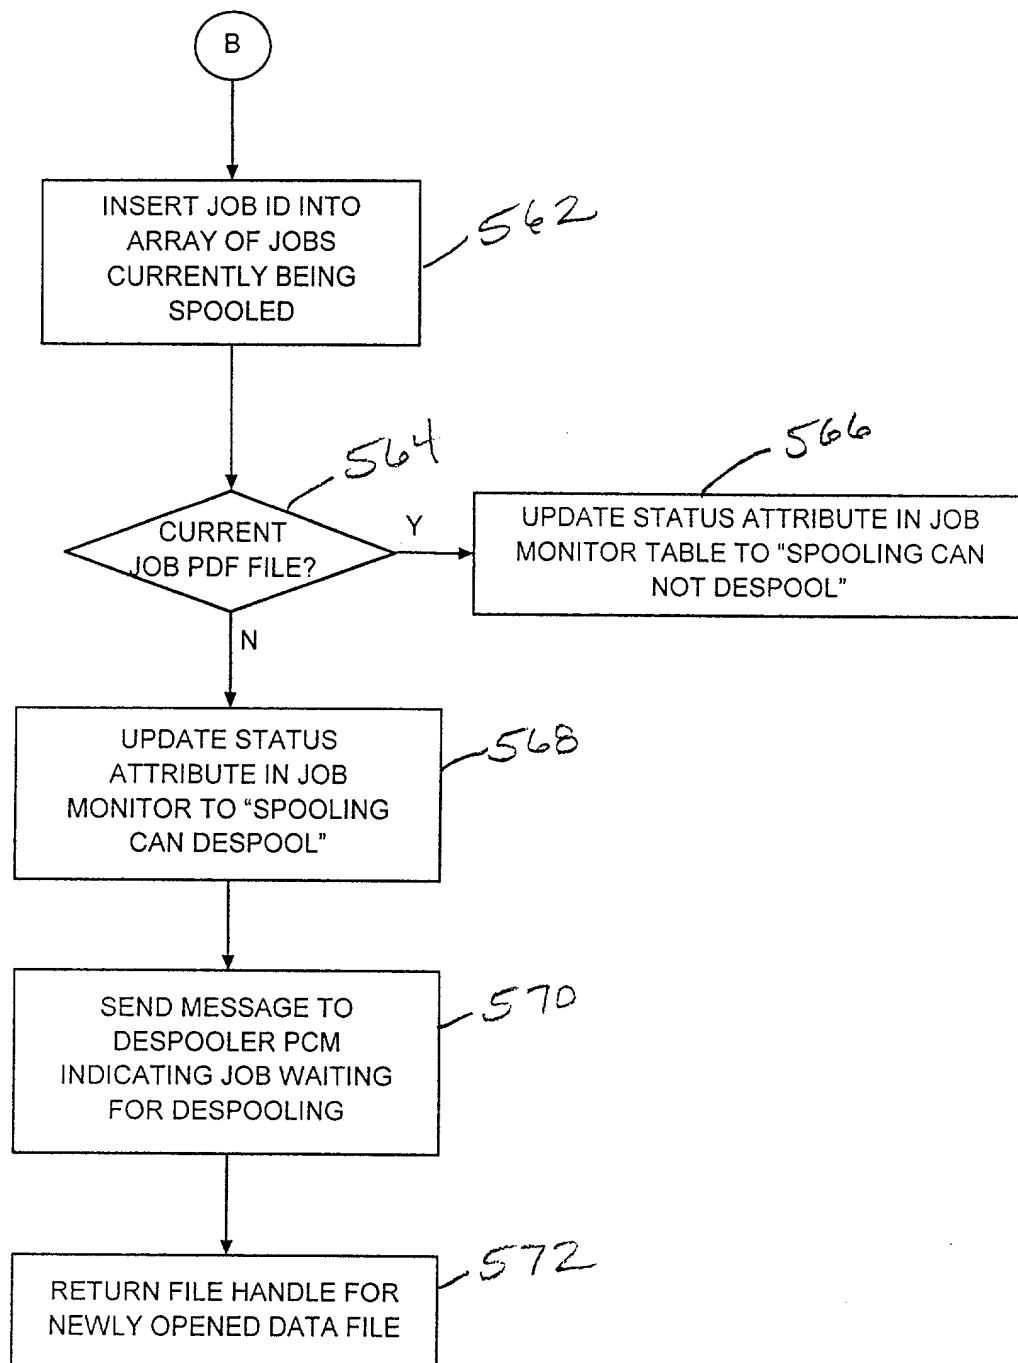 B
INSERT JOB ID INTO
ARRAY OF JOBS
CURRENTLY BEING
SPOOLED
562
564
CURRENT
JOB PDF FILE?
Y
566
UPDATE STATUS ATTRIBUTE IN JOB
MONITOR TABLE TO "SPOOLING CAN
NOT DESPOOL"
N
UPDATE STATUS
ATTRIBUTE IN JOB
MONITOR TO “SPOOLING
CAN DESPOOL”
568
SEND MESSAGE TO
DESPOOLER PCM
INDICATING JOB WAITING
FOR DESPOOLING
570
RETURN FILE HANDLE FOR
NEWLY OPENED DATA FILE
572